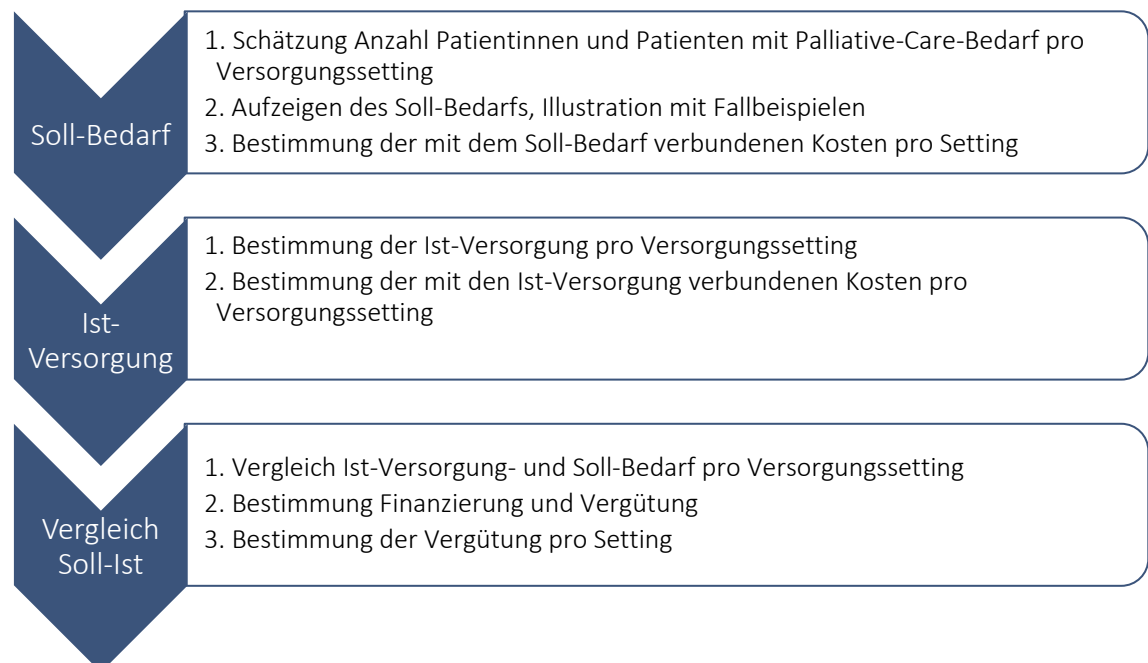 Soll-Bedarf
1. Schätzung Anzahl Patientinnen und Patienten mit Palliative-Care-Bedarf pro
Versorgungssetting
2. Aufzeigen des Soll-Bedarfs, Illustration mit Fallbeispielen
3. Bestimmung der mit dem Soll-Bedarf verbundenen Kosten pro Setting
Ist-
Versorgung
1. Bestimmung der Ist-Versorgung pro Versorgungssetting
2. Bestimmung der mit den Ist-Versorgung verbundenen Kosten pro
Versorgungssetting
Vergleich
Soll-Ist
1. Vergleich Ist-Versorgung- und Soll-Bedarf pro Versorgungssetting
2. Bestimmung Finanzierung und Vergütung
3. Bestimmung der Vergütung pro Setting